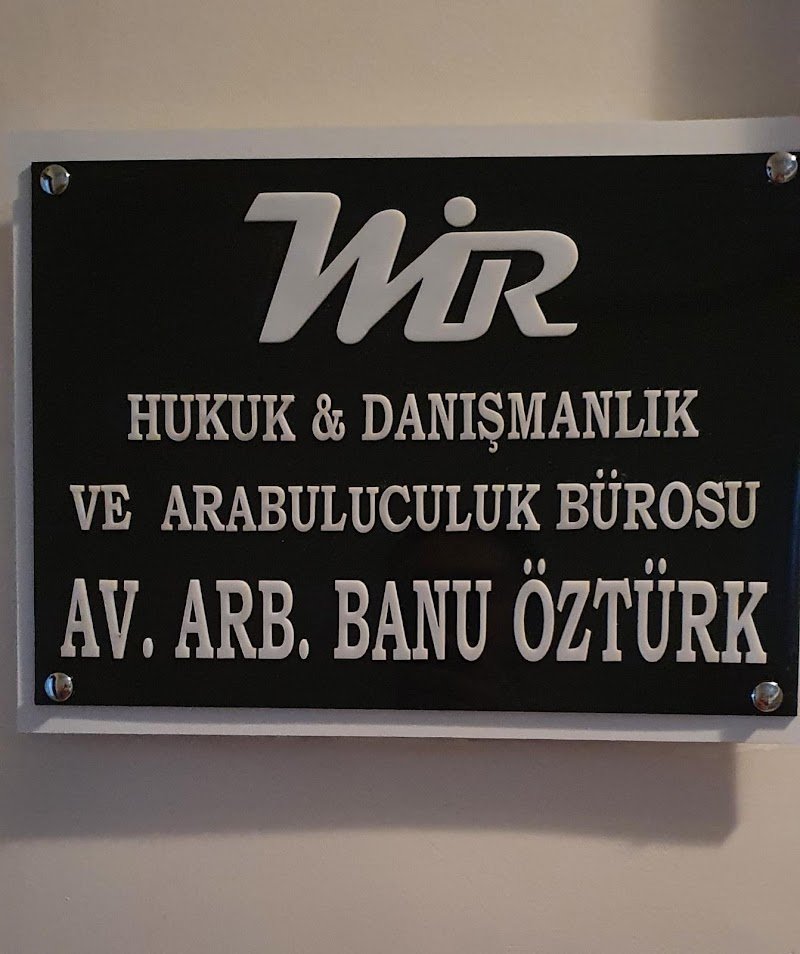 WiR
HUKUK & DANIŞMANLIK
VE ARABULUCULUK BÜROSU
AV. ARB. BANU ÖZTÜRK